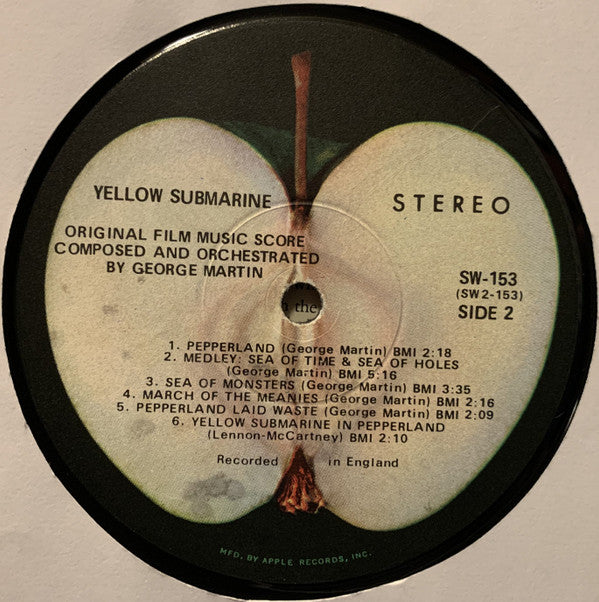 YELLOW SUBMARINE
STEREO
ORIGINAL FILM MUSIC SCORE
COMPOSED AND ORCHESTRATED
BY GEORGE MARTIN
SW-153
(SW2-153)
SIDE 2
the
1. PEPPERLAND (George Martin) BMI 2:18
2. MEDLEY: SEA OF TIME & SEA OF HOLES
(George Martin) BMI 5:16
3. SEA OF MONSTERS (George Martin) BMI 3:35
4. MARCH OF THE MEANIES (George Martin) BMI 2:16
5. PEPPERLAND LAID WASTE (George Martin) BMI 2:09
6. YELLOW SUBMARINE IN PEPPERLAND
(Lennon-McCartney) BMI 2:10
Recorded in England
MFD. BY APPLE RECORDS, INC.